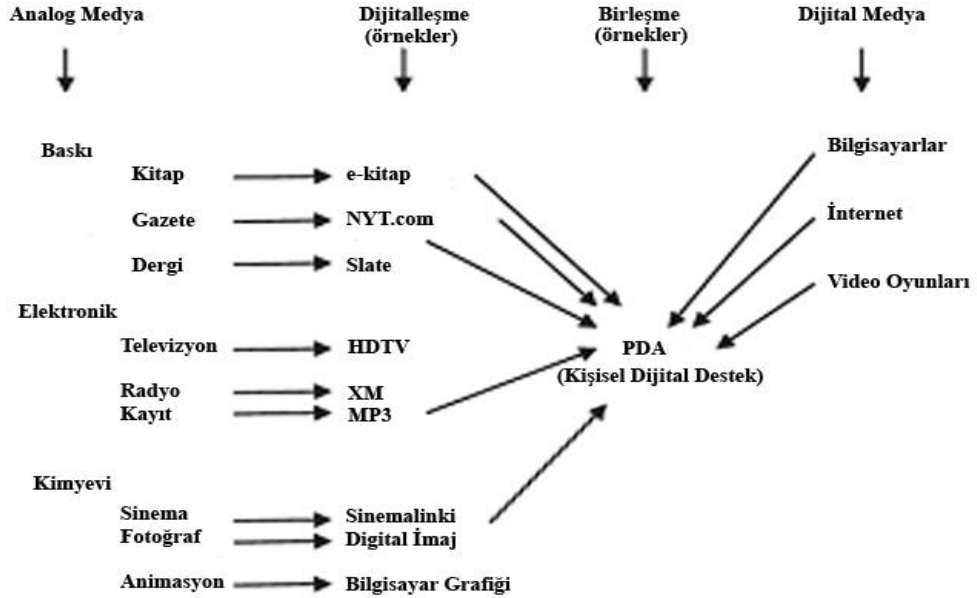 Analog Medya
Dijitalleşme
(örnekler)
Birleşme
(örnekler)
Dijital Medya
Baskı
Kitap
e-kitap
Gazete
NYT.com
Dergi
Slate
Elektronik
Televizyon
HDTV
Radyo
XM
Kayıt
MP3
Kimyevi
Sinema
Sinemalinki
Fotoğraf
Digital İmaj
Animasyon
Bilgisayar Grafiği
PDA
(Kişisel Dijital Destek)
Bilgisayarlar
İnternet
Video Oyunları